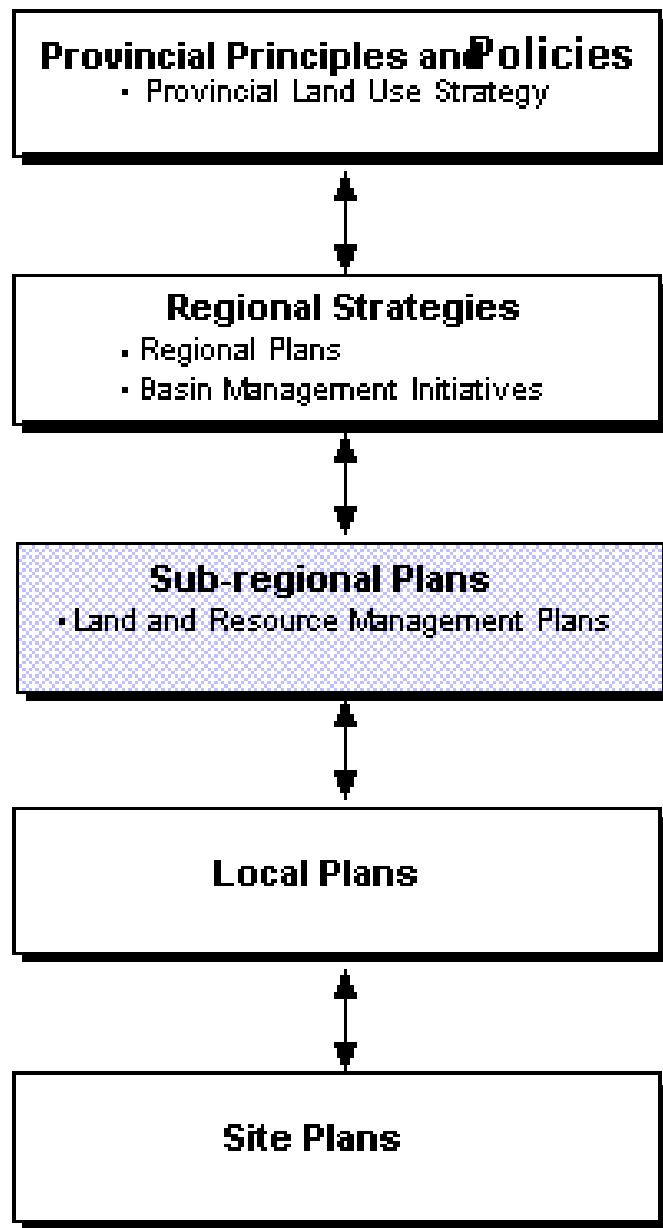 Provincial Principles and Policies
· Provincial Land Use Strategy
Regional Strategies
· Regional Plans
· Basin Management Initiatives
Sub-regional Plans
· Land and Resource Management Plans
Local Plans
Site Plans